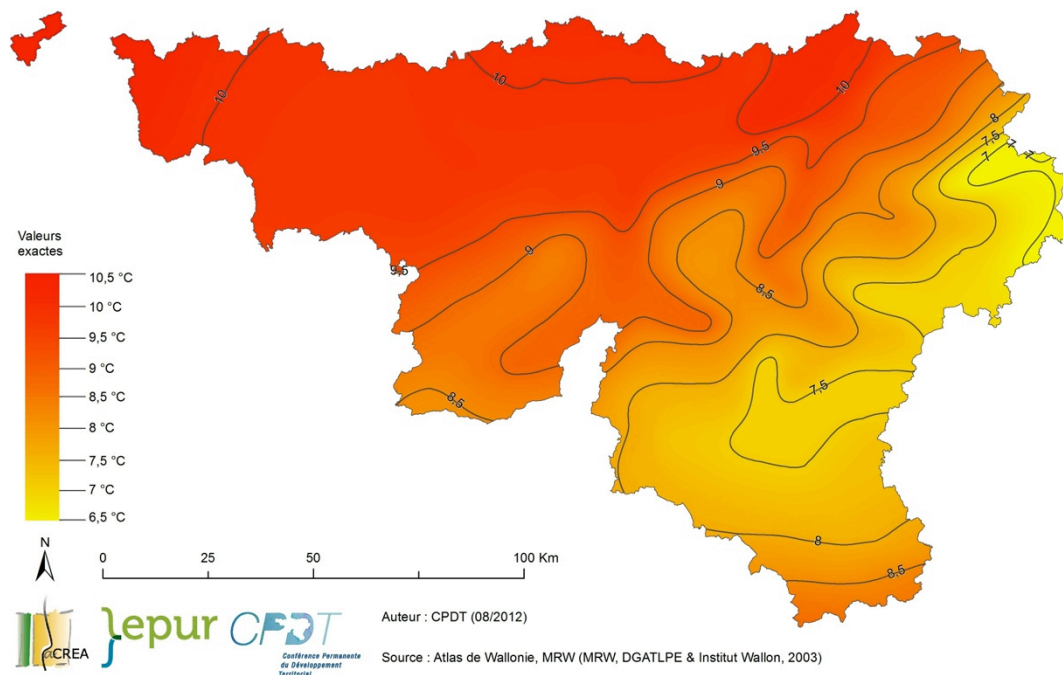 10
10
10
9,5
9
9
9,5
8,5
8
7,5
7
7
7
7,5
8,5
8
8,5
Valeurs
exactes
10,5 °C
10 °C
9,5 °C
9 °C
8,5 °C
8 °C
7,5 °C
7 °C
6,5 °C
N
0 25 50 100 Km
aCREA
lepur
CPDT
Conférence Permanente
du Développement
Territorial
Auteur : CPDT (08/2012)
Source : Atlas de Wallonie, MRW (MRW, DGATLPE & Institut Wallon, 2003)